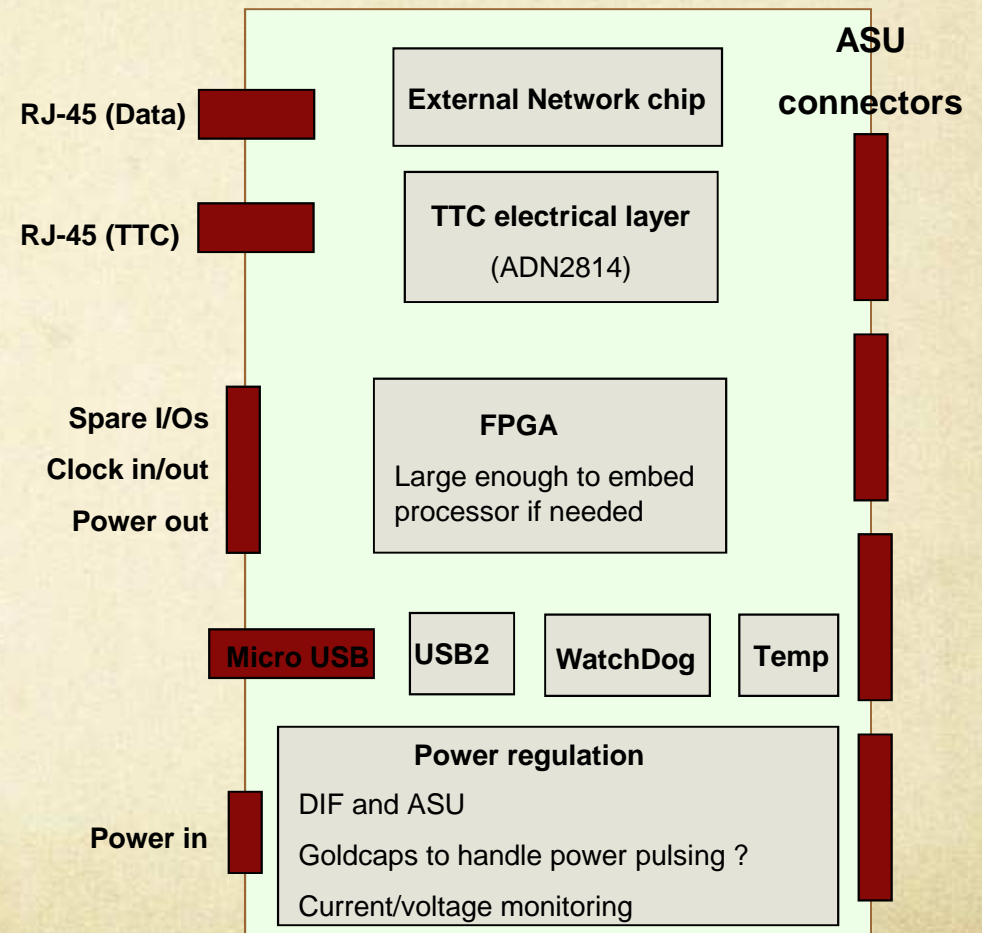 ASU
connectors
RJ-45 (Data)
External Network chip
RJ-45 (TTC)
TTC electrical layer
(ADN2814)
Spare I/Os
Clock in/out
Power out
FPGA
Large enough to embed
processor if needed
Micro USB
USB2
WatchDog
Temp
Power in
Power regulation
DIF and ASU
Goldcaps to handle power pulsing ?
Current/voltage monitoring